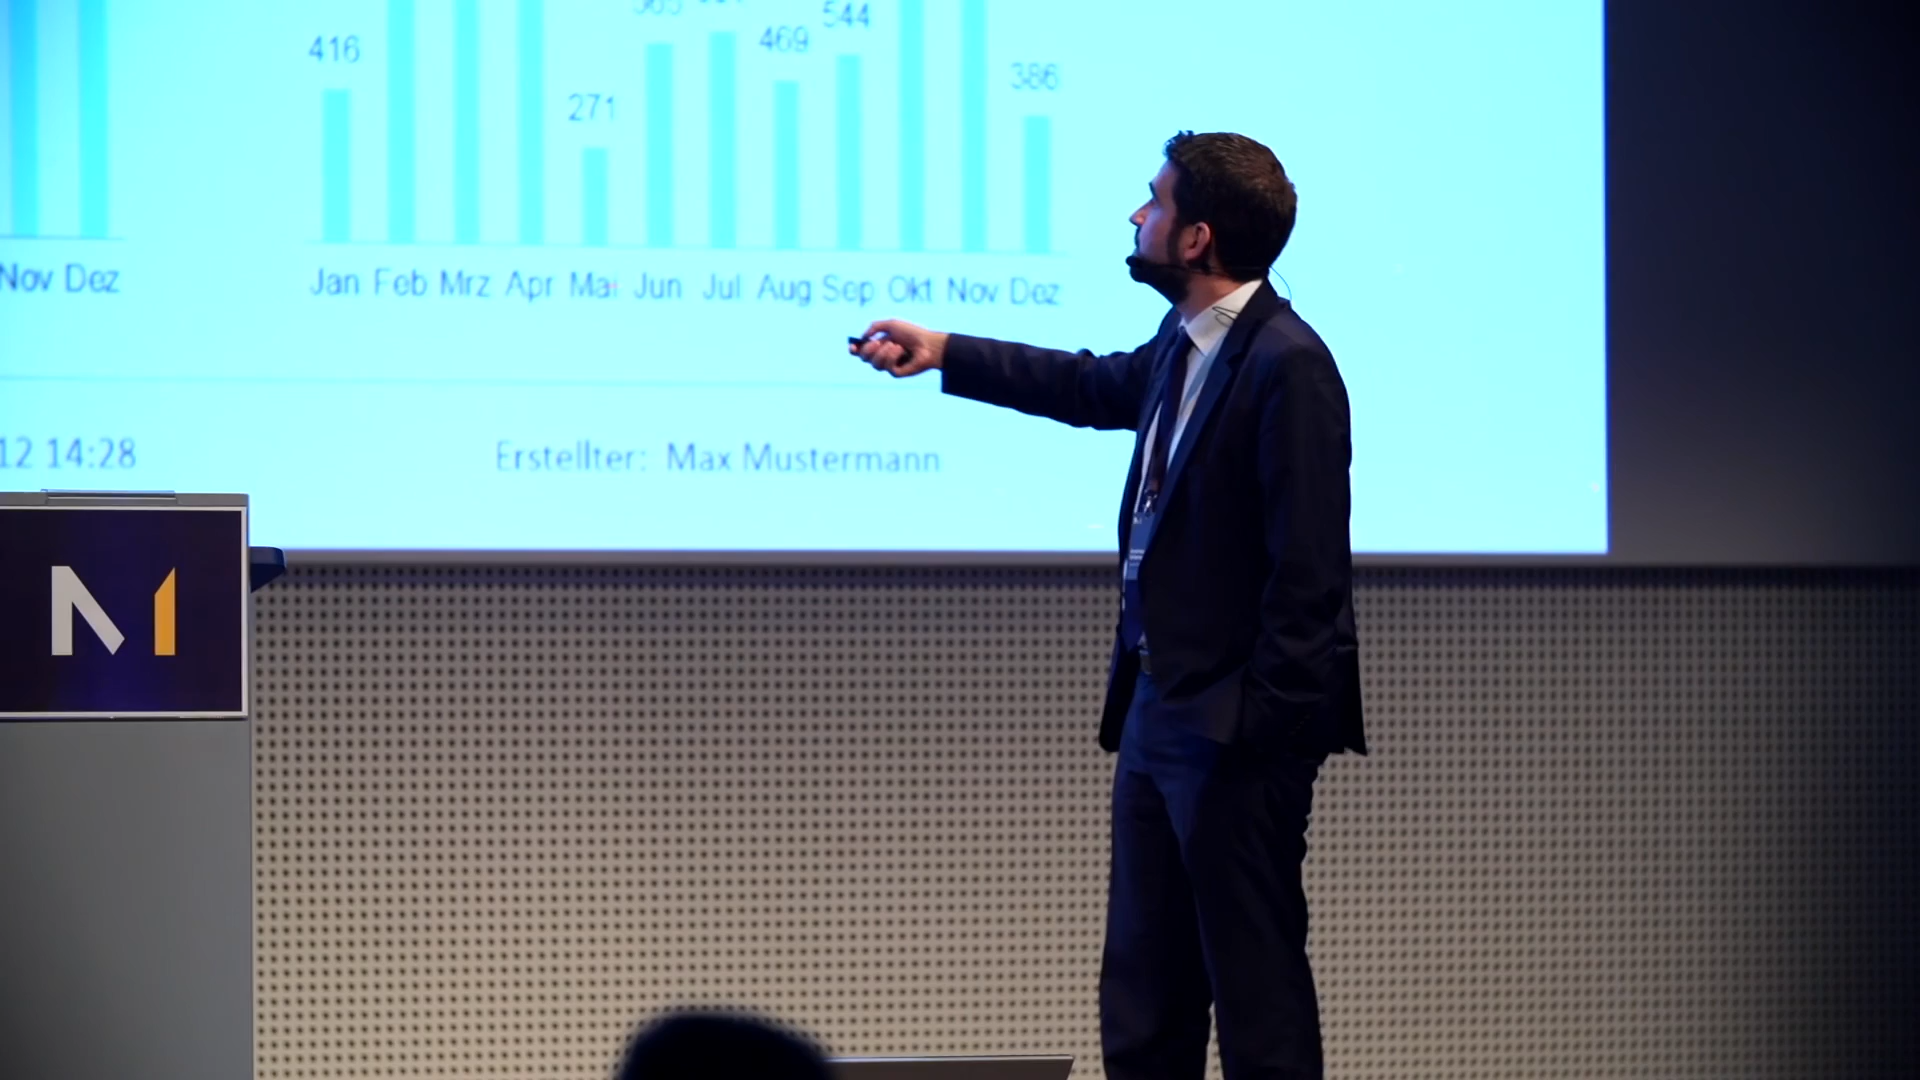 544
416
469
386
271
Nov Dez
Jan Feb Mrz Apr Mai Jun Jul Aug Sep Okt Nov Dez
12 14:28
Erstellter: Max Mustermann